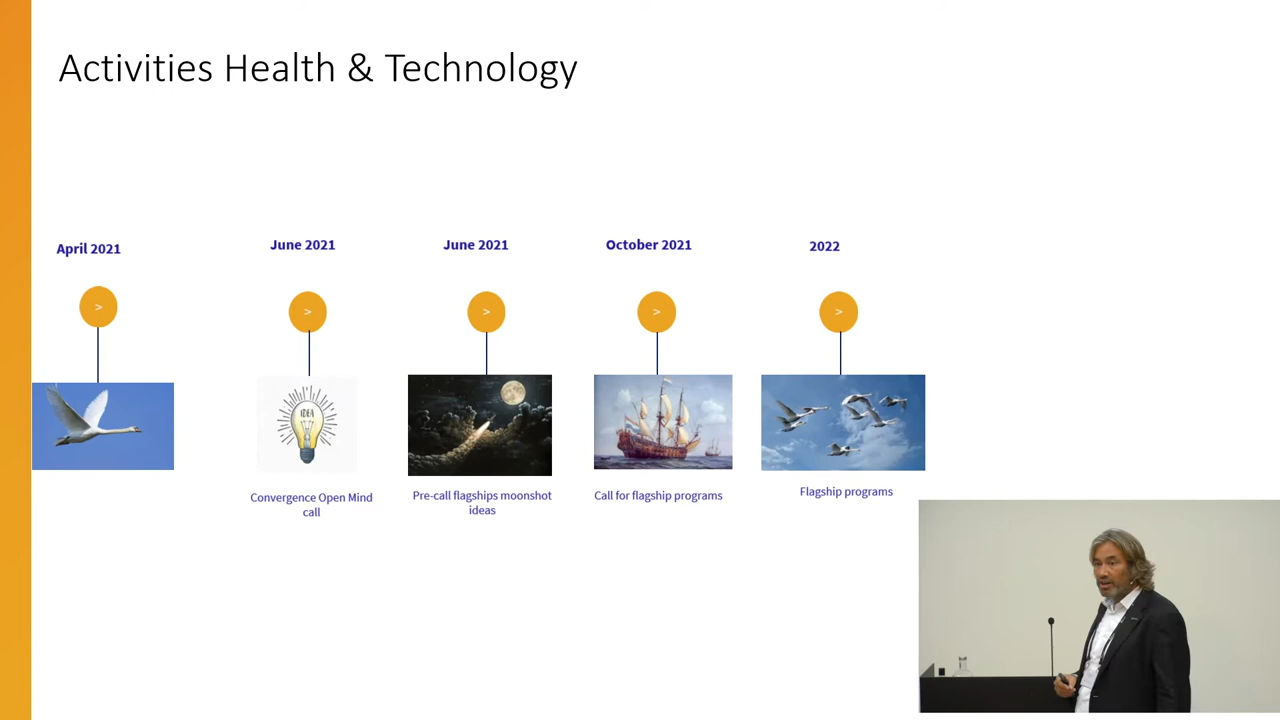 Activities Health & Technology
April 2021
June 2021
June 2021
October 2021
2022
>
>
>
>
>
IDEA
Convergence Open Mind
call
Pre-call flagships moonshot
ideas
Call for flagship programs
Flagship programs